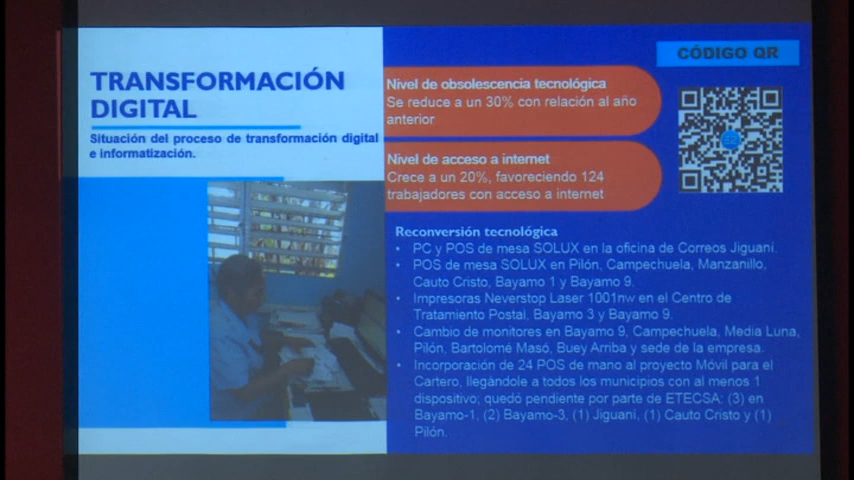 TRANSFORMACIÓN
DIGITAL
Situación del proceso de transformación digital
e informatización.
CÓDIGO QR
Nivel de obsolescencia tecnológica
Se reduce a un 30% con relación al año
anterior
Nivel de acceso a internet
Crece a un 20%, favoreciendo 124
trabajadores con acceso a internet
Reconversión tecnológica
• PC y POS de mesa SOLUX en la oficina de Correos Jiguaní.
• POS de mesa SOLUX en Pilón, Campechuela, Manzanillo,
Cauto Cristo, Bayamo 1 y Bayamo 9.
• Impresoras Neverstop Laser 1001nw en el Centro de
Tratamiento Postal, Bayamo 3 y Bayamo 9.
• Cambio de monitores en Bayamo 9, Campechuela, Media Luna,
Pilón, Bartolomé Masó, Buey Arriba y sede de la empresa.
• Incorporación de 24 POS de mano al proyecto Móvil para el
Cartero, llegàndole a todos los municipios con al menos 1
dispositivo; quedó pendiente por parte de ETECSA: (3) en
Bayamo-1, (2) Bayamo-3, (1) Jiguaní, (1) Cauto Cristo y (1)
Pilón.